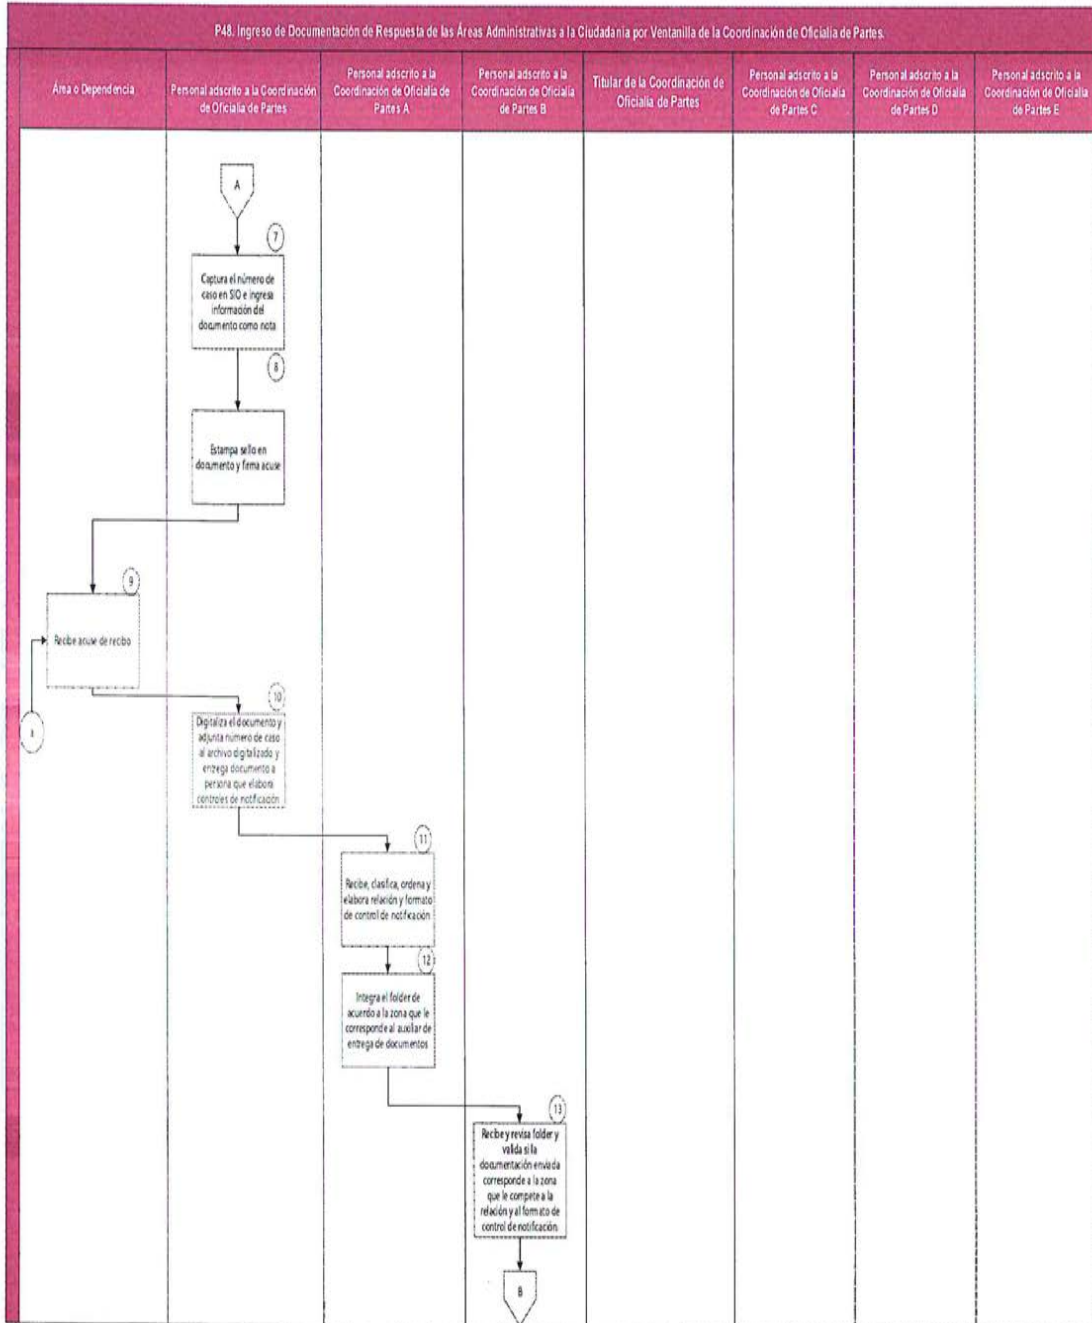 P48. Ingreso de Documentación de Respuesta de las Áreas Administrativas a la Ciudadanía por Ventanilla de la Coordinación de Oficialía de Partes.
Área o Dependencia
Personal adscrito a la Coordinación
de Oficialía de Partes
Personal adscrito a la
Coordinación de Oficialía de
Partes A
Personal adscrito a la
Coordinación de Oficialía
de Partes B
Titular de la Coordinación de
Oficialía de Partes
Personal adscrito a la
Coordinación de Oficialía
de Partes C
Personal adscrito a la
Coordinación de Oficialía
de Partes D
Personal adscrito a la
Coordinación de Oficialía
de Partes E
A
7
Captura el número de
caso en SIO e ingresa
información del
documento como nota
8
Estampa sello en
documento y firma acuse
9
Recibe acuse de recibo
10
Digitaliza el documento y
adjunta número de caso
al archivo digitalizado y
entrega documento a
persona que elabora
controles de notificación
11
Recibe, clasifica, ordena y
elabora relación y formato
de control de notificación
12
Integra el folder de
acuerdo a la zona que le
corresponde al auxiliar de
entrega de documentos
13
Recibe y revisa folder y
valida si la
documentación enviada
corresponde a la zona
que le compete a la
relación y al formato de
control de notificación.
B